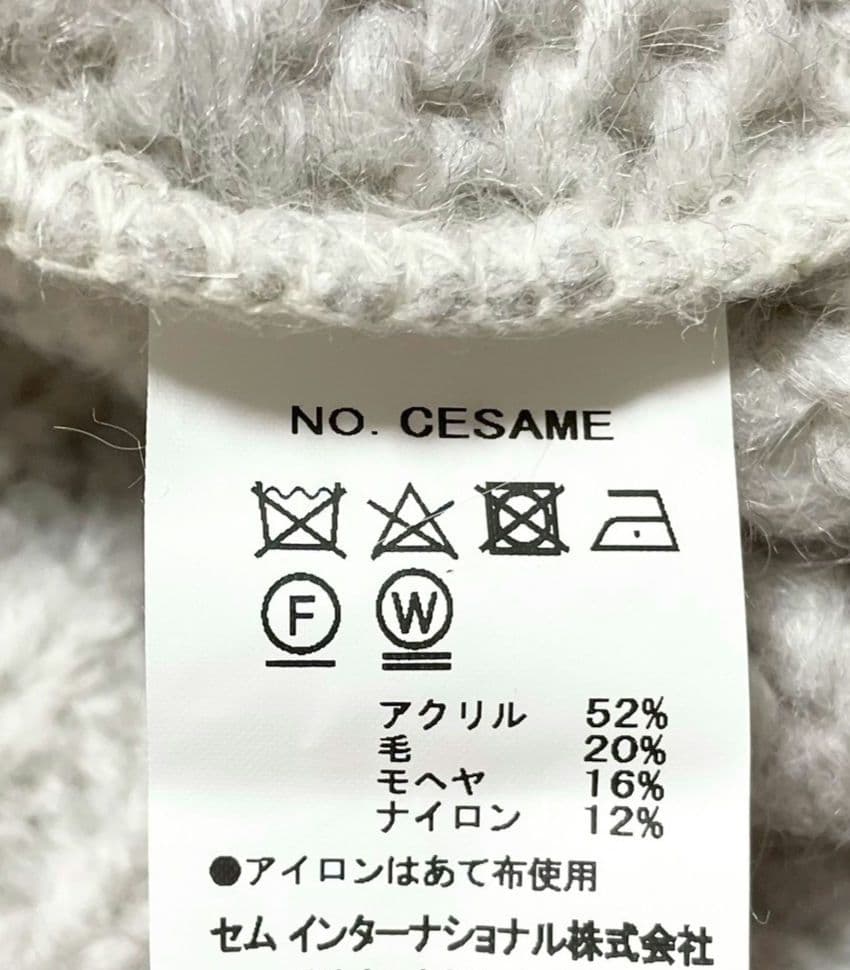 NO. CESAME
F W
アクリル 52%
毛 20%
モヘヤ 16%
ナイロン 12%
●アイロンはあて布使用
セム インターナショナル株式会社